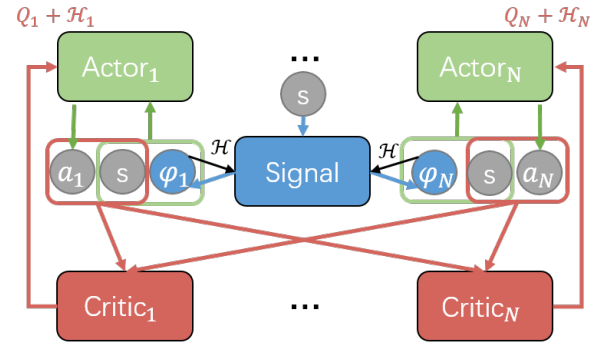 Q₁ + ℋ₁
Q_N + ℋ_N
Actor₁
...
Actor_N
s
ℋ
ℋ
a₁
s
φ₁
Signal
φ_N
s
a_N
Critic₁
...
Critic_N